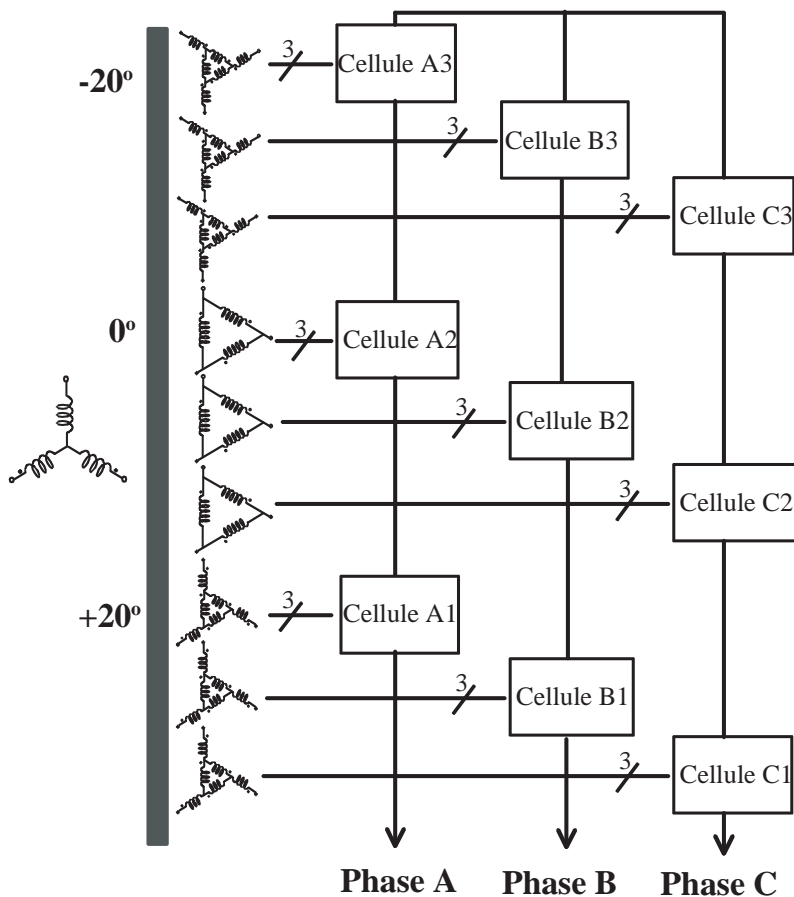 -20º
3
Cellule A3
3
Cellule B3
3
Cellule C3
0º
3
Cellule A2
3
Cellule B2
3
Cellule C2
+20º
3
Cellule A1
3
Cellule B1
3
Cellule C1
Phase A
Phase B
Phase C